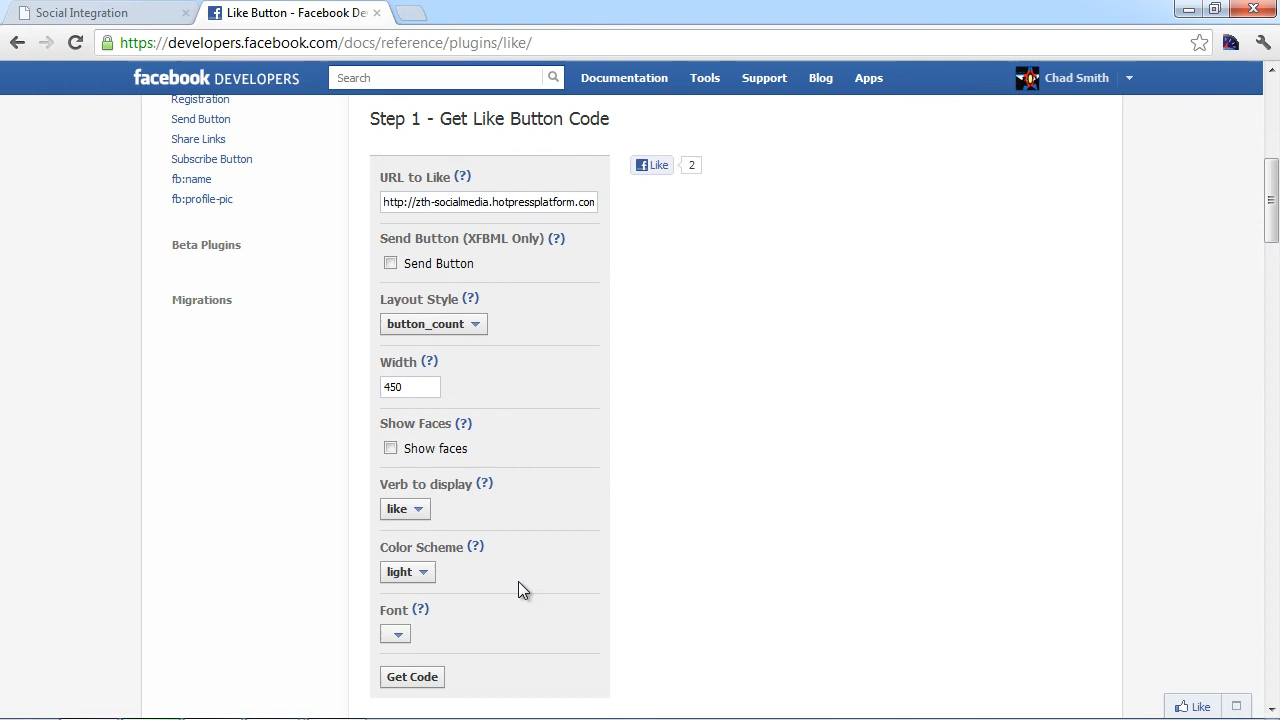 Social Integration
Like Button - Facebook De
https://developers.facebook.com/docs/reference/plugins/like/
facebook DEVELOPERS
Search
Documentation
Tools
Support
Blog
Apps
Chad Smith
Registration
Send Button
Share Links
Subscribe Button
fb:name
fb:profile-pic
Beta Plugins
Migrations
Step 1 - Get Like Button Code
URL to Like (?)
http://zth-socialmedia.hotpressplatform.com
Send Button (XFBML Only) (?)
Send Button
Layout Style (?)
button_count
Width (?)
450
Show Faces (?)
Show faces
Verb to display (?)
like
Color Scheme (?)
light
Font (?)
Get Code
Like
2
Like